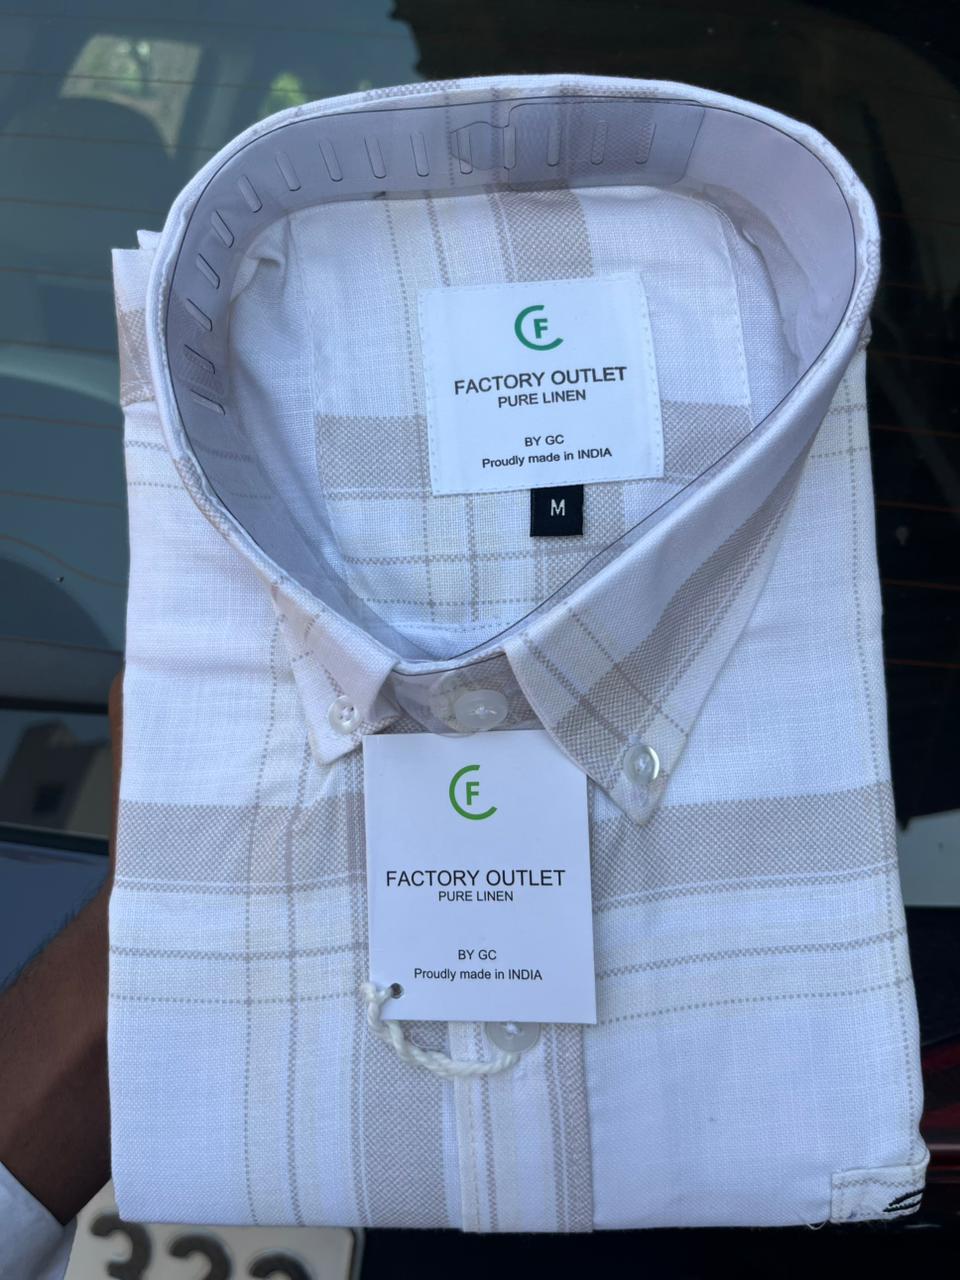 CF
FACTORY OUTLET
PURE LINEN
BY GC
Proudly made in INDIA
M
CF
FACTORY OUTLET
PURE LINEN
BY GC
Proudly made in INDIA